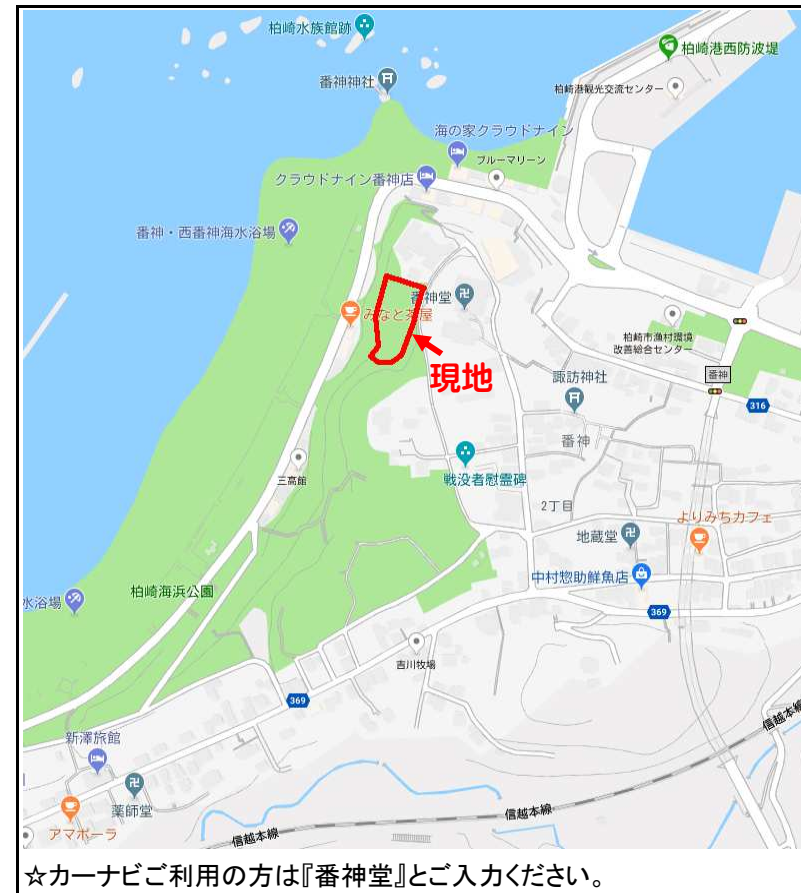 柏崎水族館跡
柏崎港西防波堤
番神神社
柏崎港観光交流センター
海の家クラウドナイン
ブルーマリーン
クラウドナイン番神店
番神・西番神海水浴場
番神堂
みなと茶屋
柏崎市漁村環境
改善総合センター
現地
諏訪神社
番神
316
番神
戦没者慰霊碑
三高館
2丁目
よりみちカフェ
地蔵堂
中村惣助鮮魚店
柏崎海浜公園
水浴場
369
吉川牧場
369
信越本線
新澤旅館
薬師堂
信越本線
アマポーラ
信越本線
☆カーナビご利用の方は『番神堂』とご入力ください。